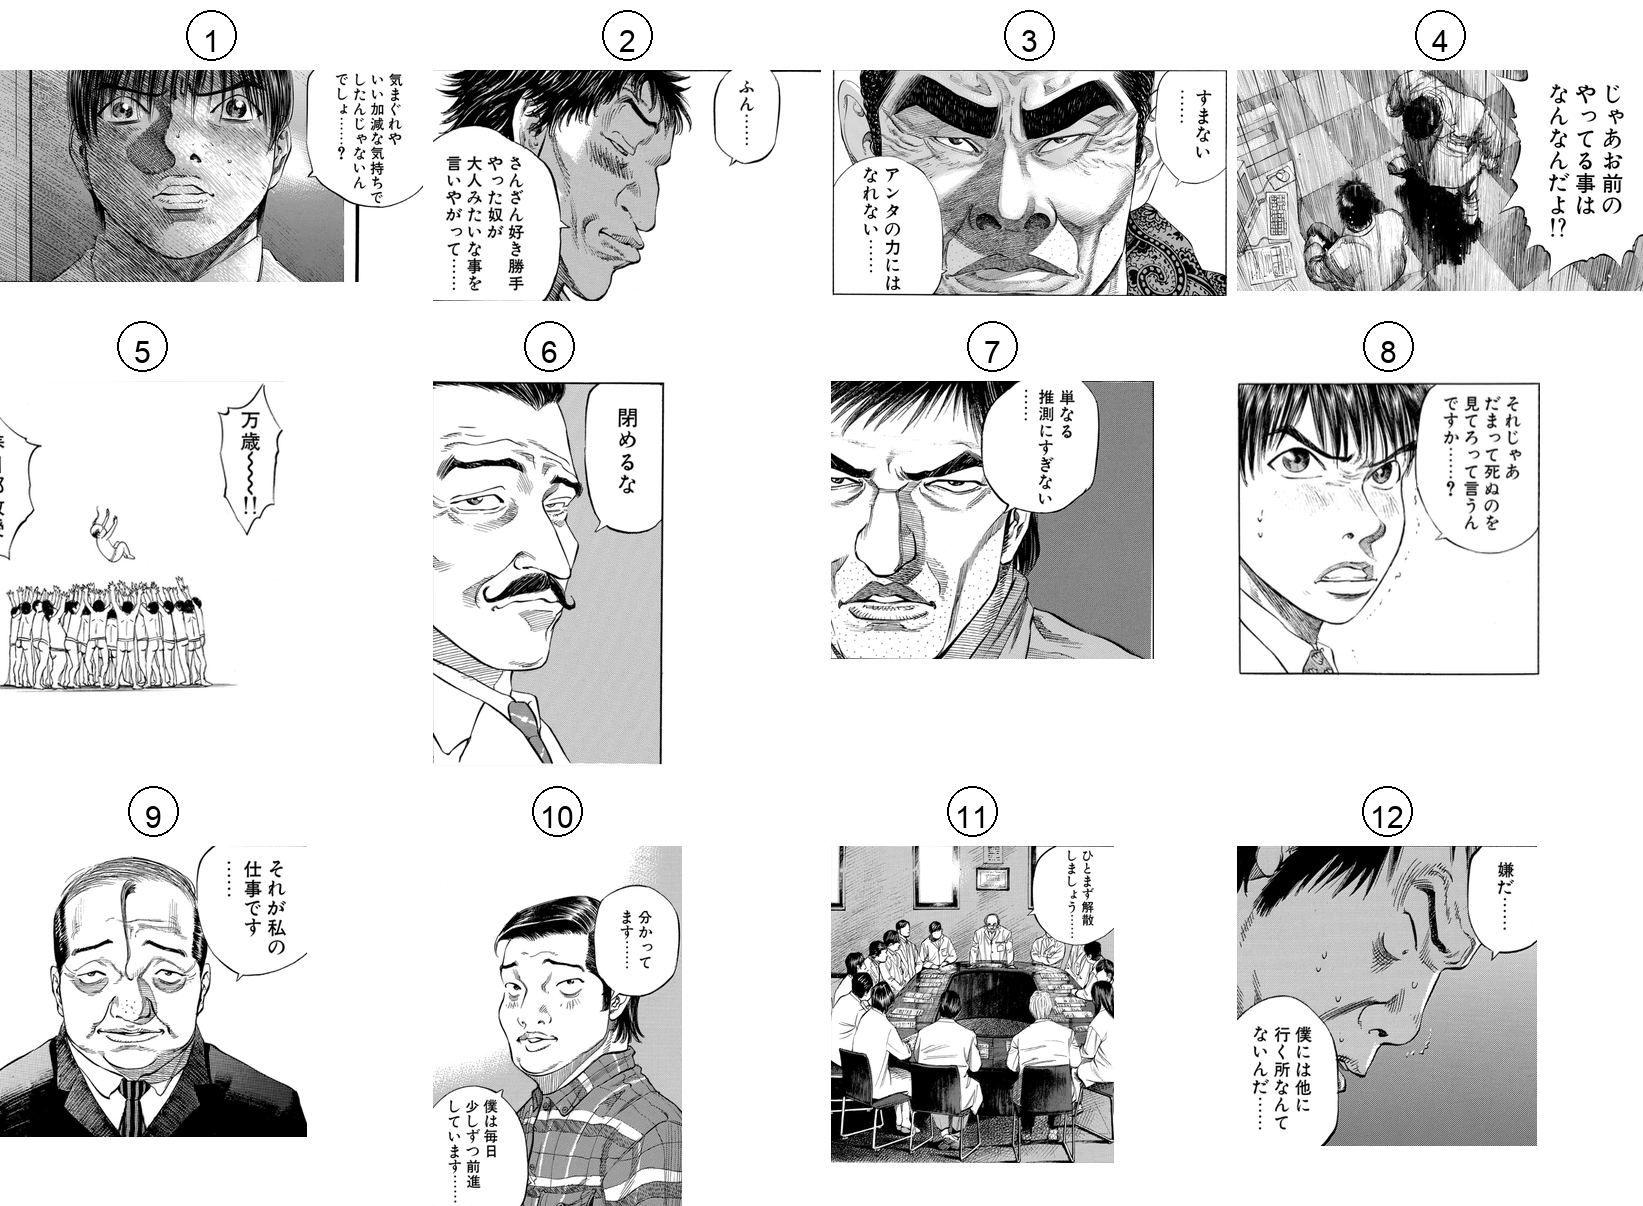 1
気まぐれや
いい加減な気持ちで
したんじゃないん
でしょ……?
2
ふん……
さんざん好き勝手
やった奴が
大人みたいな事を
言いやがって……
3
すまない
……
アンタの力には
なれない……
4
じゃあお前の
やってる事は
なんなんだよ!?
5
万歳〜〜〜!!
6
閉めるな
7
単なる
推測にすぎない
……
8
それじゃあ
だまって死ぬのを
見てろって言うん
ですか……?
9
それが私の
仕事です
……
10
分かって
ます……
僕は毎日
少しずつ前進
しています……
11
ひとまず解散
しましょう……
12
嫌だ……
僕には他に
行く所なんて
ないんだ……